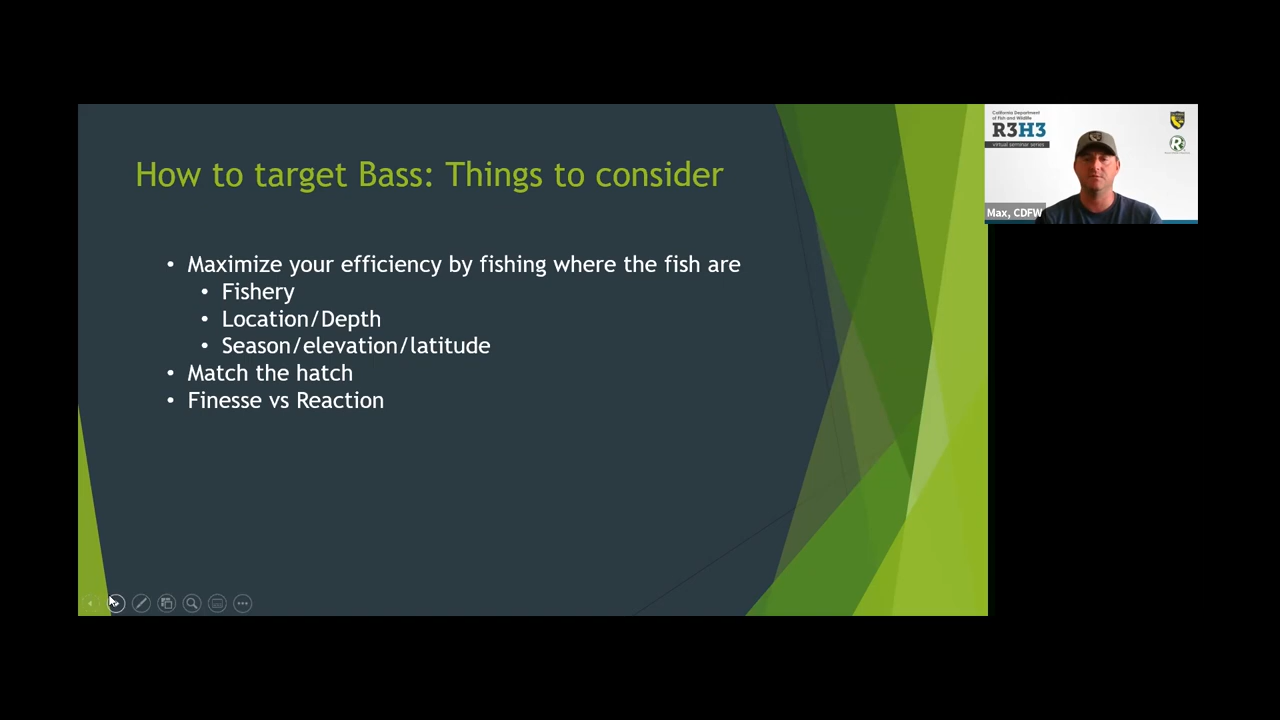 How to target Bass: Things to consider
• Maximize your efficiency by fishing where the fish are
• Fishery
• Location/Depth
• Season/elevation/latitude
• Match the hatch
• Finesse vs Reaction
California Department
of Fish and Wildlife
R3H3
virtual seminar series
Max, CDFW